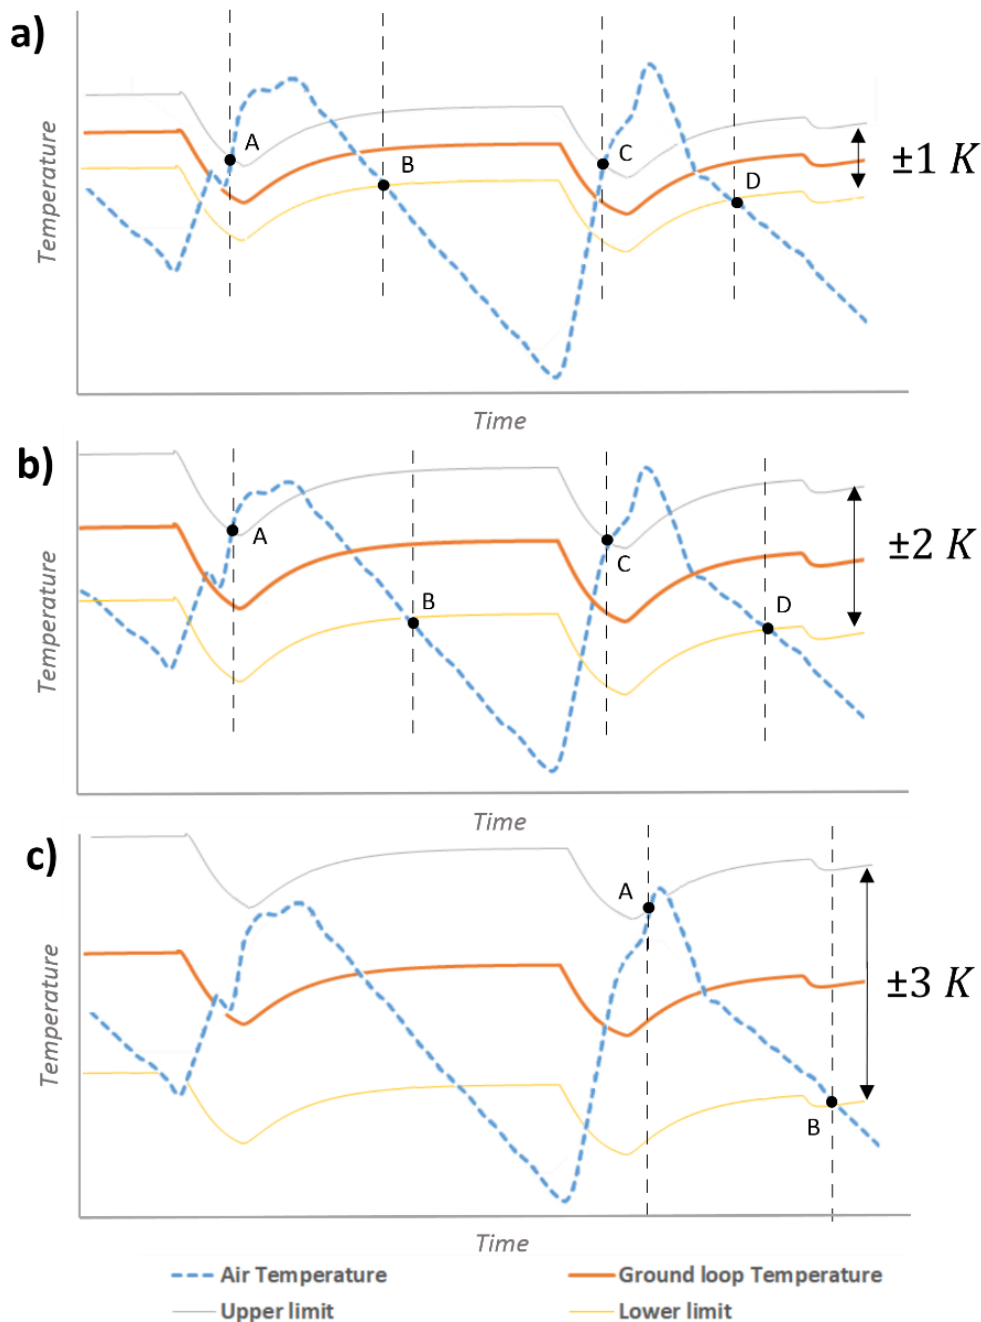 a)
Temperature
A
B
C
D
±1 K
Time
b)
Temperature
A
B
C
D
±2 K
Time
c)
Temperature
A
B
±3 K
Time
Air Temperature
Ground loop Temperature
Upper limit
Lower limit